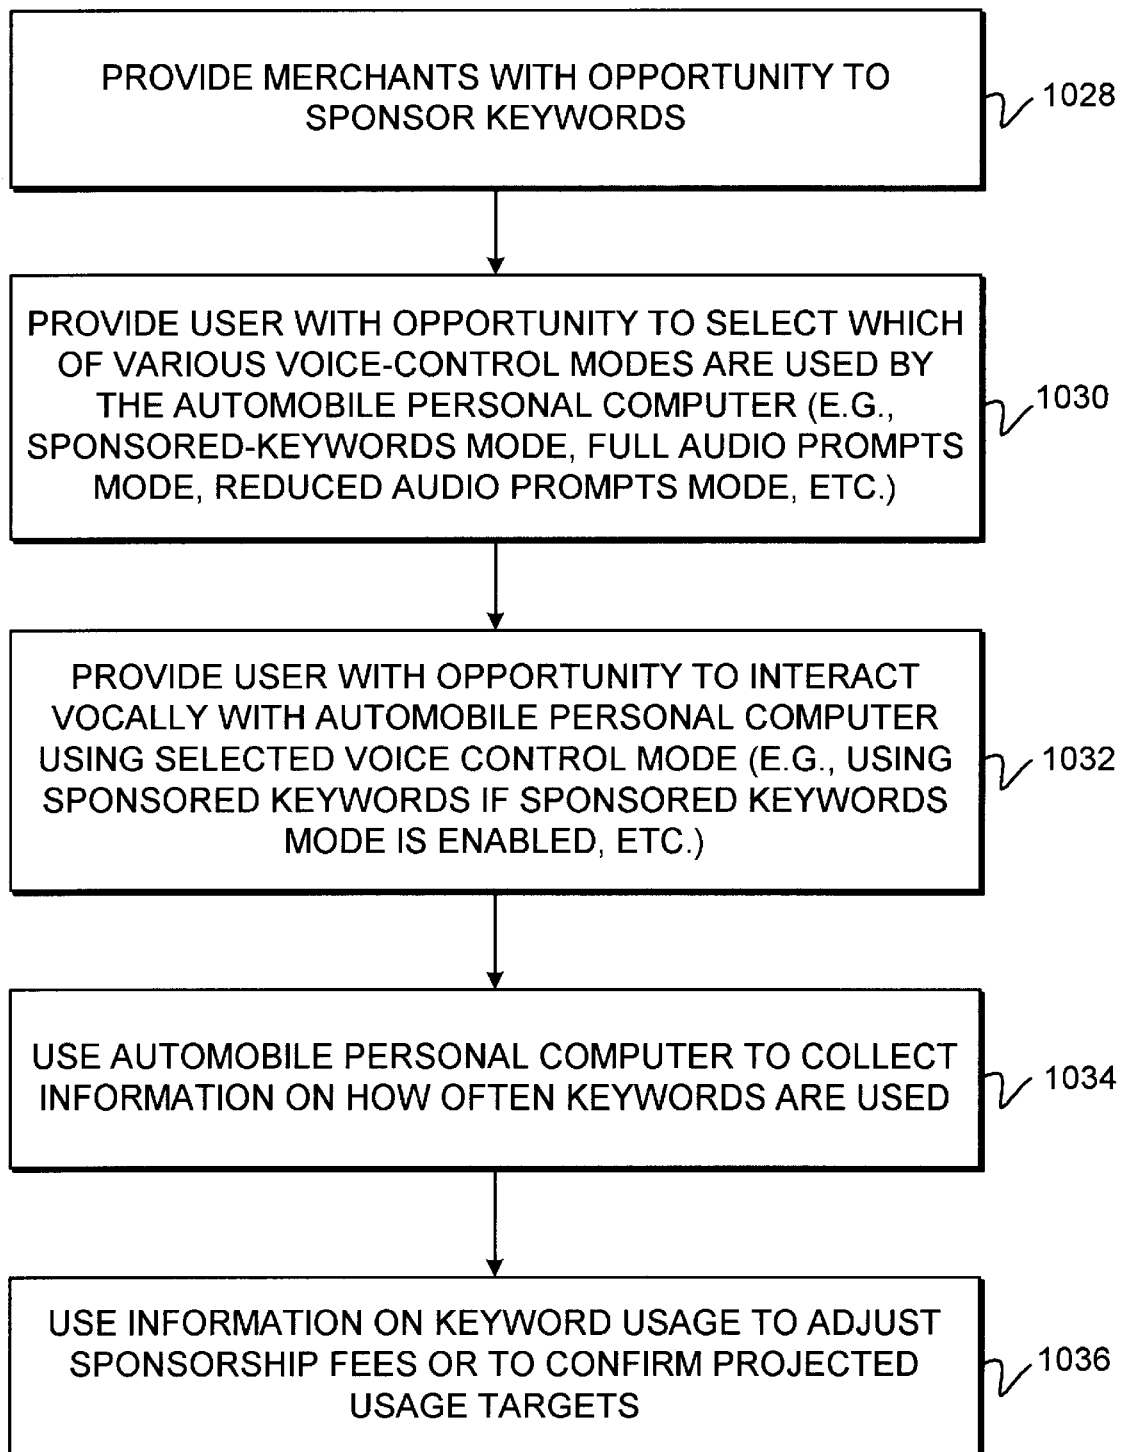 PROVIDE MERCHANTS WITH OPPORTUNITY TO
SPONSOR KEYWORDS
1028
PROVIDE USER WITH OPPORTUNITY TO SELECT WHICH
OF VARIOUS VOICE-CONTROL MODES ARE USED BY
THE AUTOMOBILE PERSONAL COMPUTER (E.G.,
SPONSORED-KEYWORDS MODE, FULL AUDIO PROMPTS
MODE, REDUCED AUDIO PROMPTS MODE, ETC.)
1030
PROVIDE USER WITH OPPORTUNITY TO INTERACT
VOCALLY WITH AUTOMOBILE PERSONAL COMPUTER
USING SELECTED VOICE CONTROL MODE (E.G., USING
SPONSORED KEYWORDS IF SPONSORED KEYWORDS
MODE IS ENABLED, ETC.)
1032
USE AUTOMOBILE PERSONAL COMPUTER TO COLLECT
INFORMATION ON HOW OFTEN KEYWORDS ARE USED
1034
USE INFORMATION ON KEYWORD USAGE TO ADJUST
SPONSORSHIP FEES OR TO CONFIRM PROJECTED
USAGE TARGETS
1036